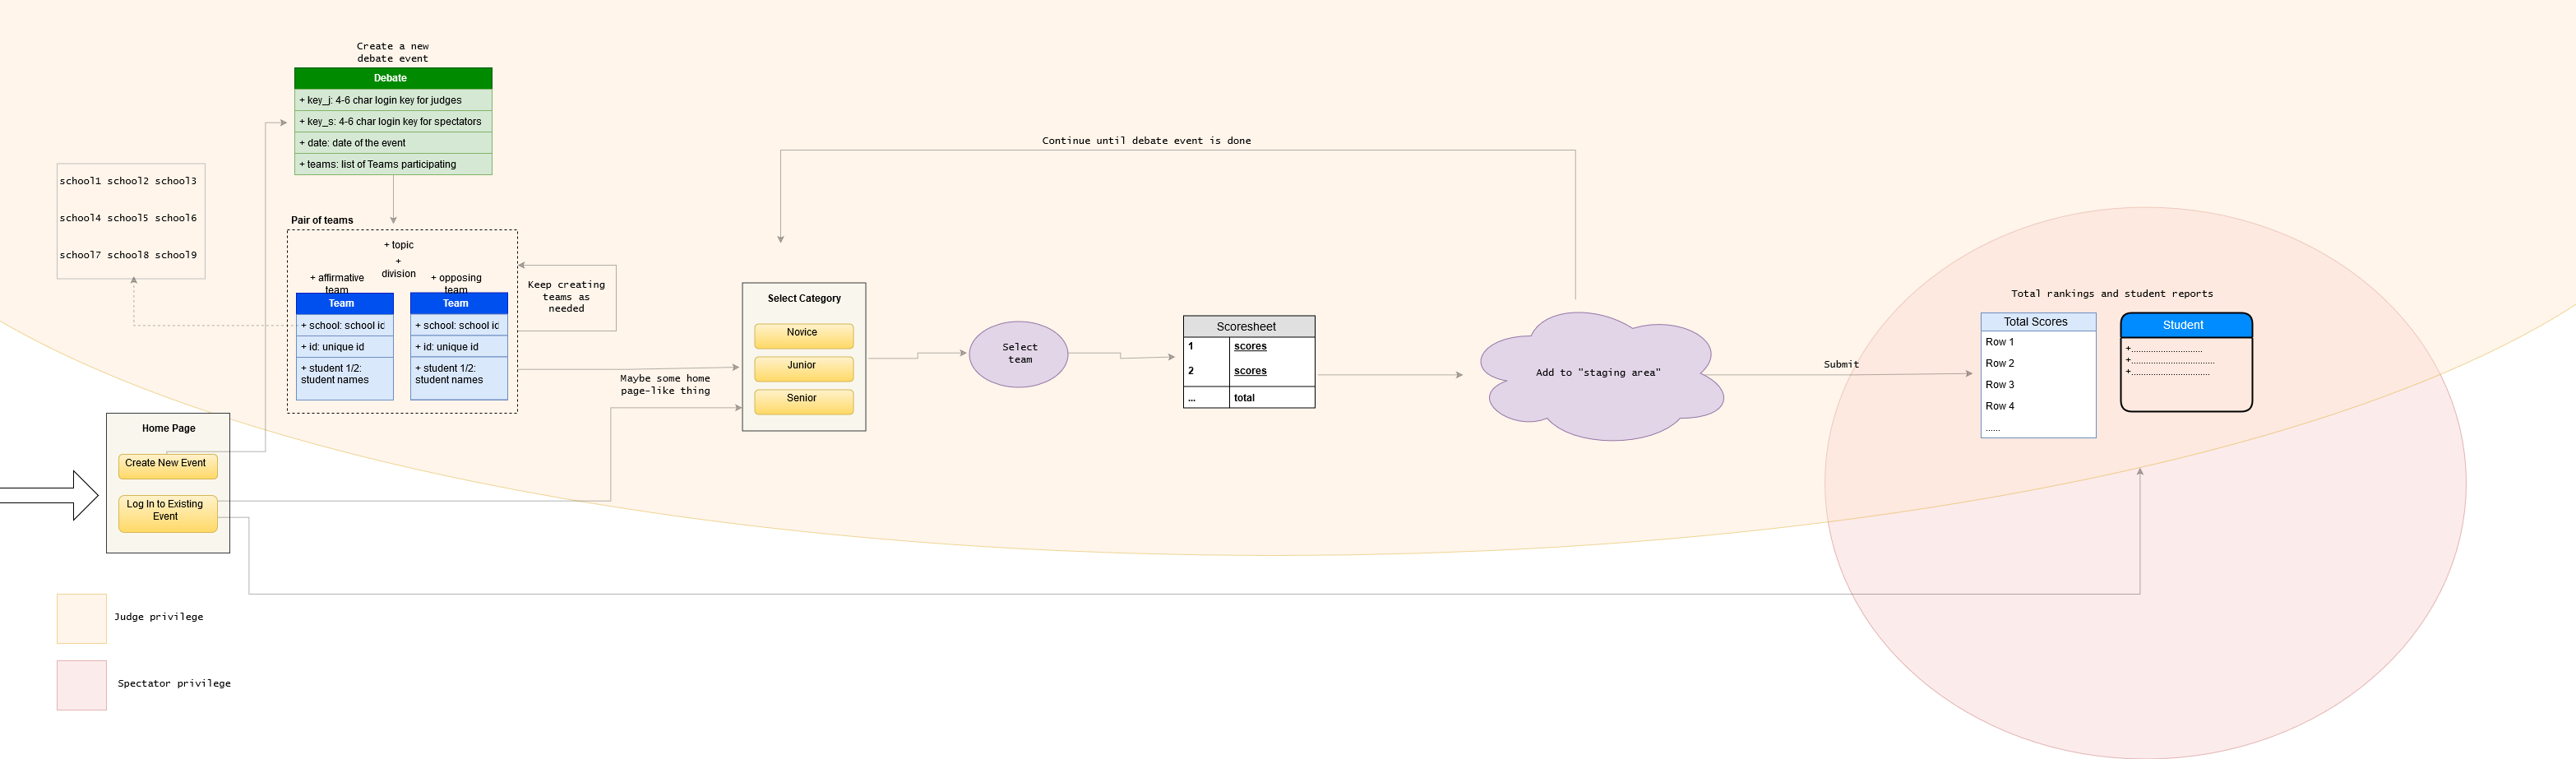 Create a new
debate event
Debate
+ key_j: 4-6 char login key for judges
+ key_s: 4-6 char login key for spectators
+ date: date of the event
+ teams: list of Teams participating
school1 school2 school3
school4 school5 school6
school7 school8 school9
Pair of teams
+ topic
+
division
+ affirmative
team
+ opposing
team
Team
+ school: school id
+ id: unique id
+ student 1/2:
student names
Team
+ school: school id
+ id: unique id
+ student 1/2:
student names
Keep creating
teams as
needed
Maybe some home
page-like thing
Home Page
Create New Event
Log In to Existing
Event
Select Category
Novice
Junior
Senior
Continue until debate event is done
Select
team
Scoresheet
1 scores
2 scores
... total
Add to "staging area"
Submit
Total rankings and student reports
Total Scores
Row 1
Row 2
Row 3
Row 4
......
Student
+..........................
+...............................
+.............................
Judge privilege
Spectator privilege